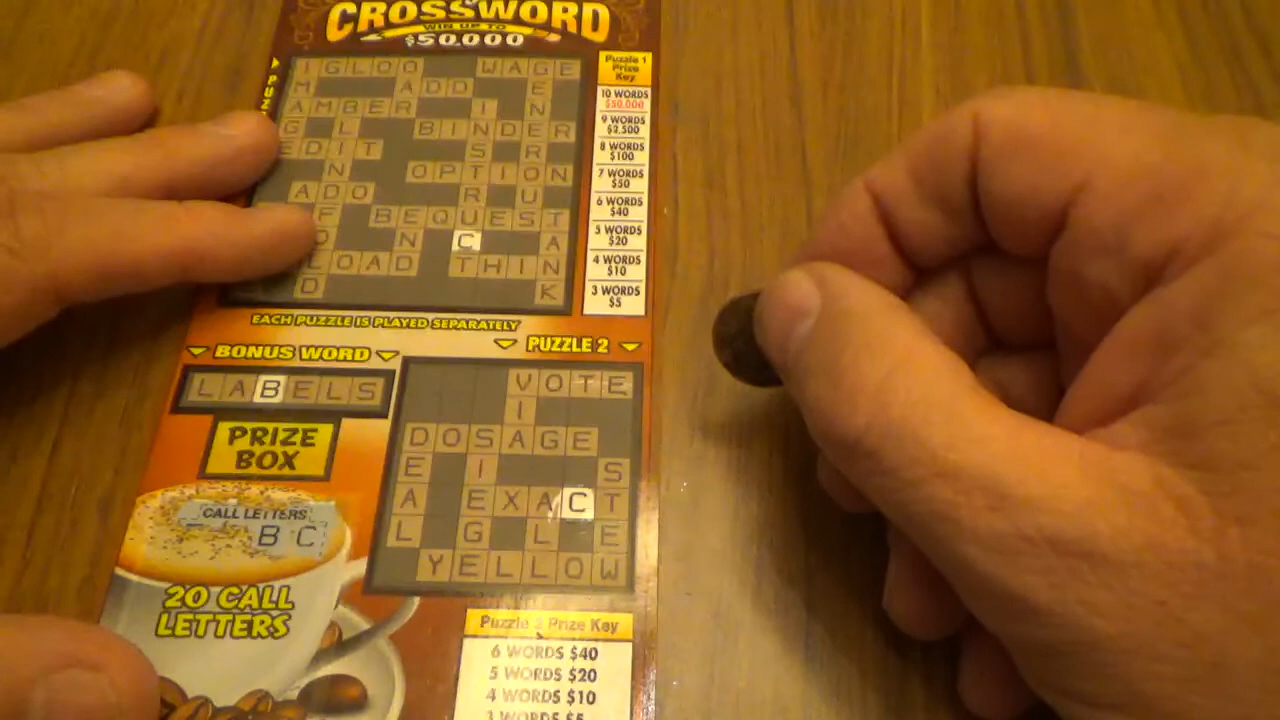 CROSSWORD
WIN UP TO
$50,000
Puzzle 1
Prize
Key
10 WORDS
$50,000
9 WORDS
$2,500
8 WORDS
$100
7 WORDS
$50
6 WORDS
$40
5 WORDS
$20
4 WORDS
$10
3 WORDS
$5
IGLOO WAGE
ADD
AMBER
BINDER
EDIT
OPTION
ADO
BEQUEST
LOAD THIN
EACH PUZZLE IS PLAYED SEPARATELY
BONUS WORD
PUZZLE 2
LABELS
PRIZE
BOX
VOTE
DOSAGE
EXACT
YELLOW
CALL LETTERS
B C
20 CALL
LETTERS
Puzzle 2 Prize Key
6 WORDS $40
5 WORDS $20
4 WORDS $10
3 WORDS $5